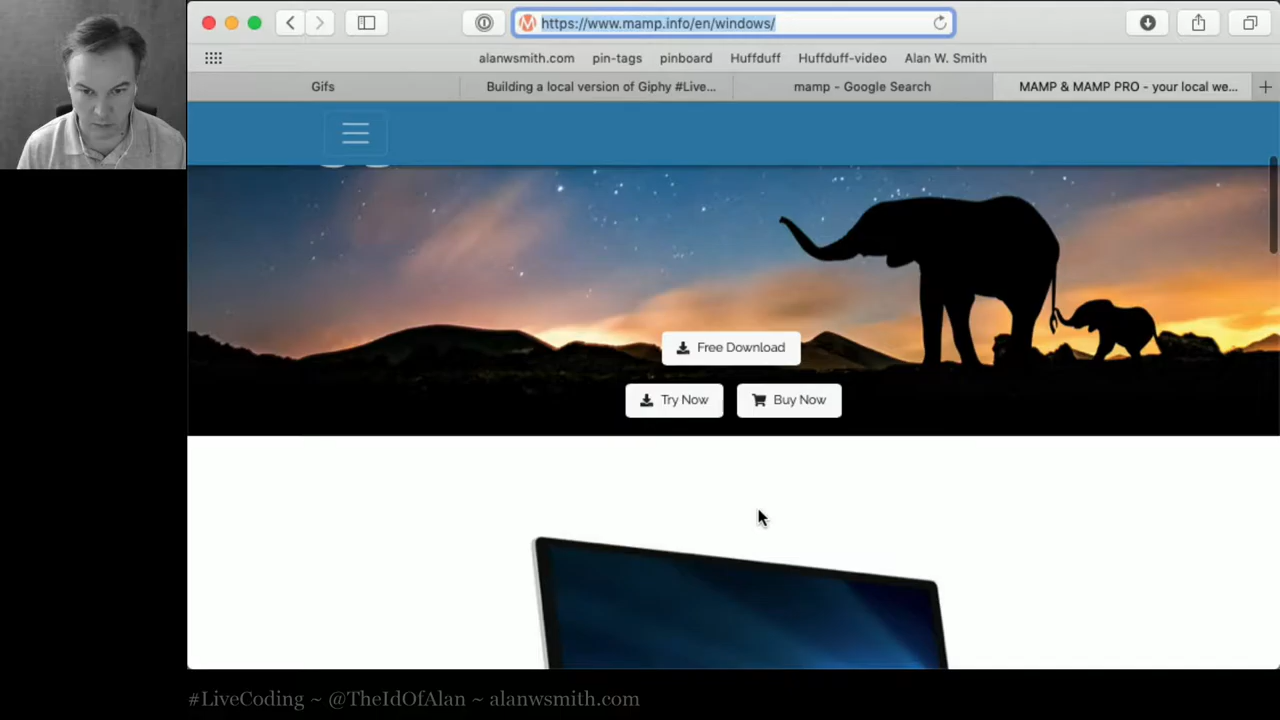 https://www.mamp.info/en/windows/
alanwsmith.com pin-tags pinboard Huffduff Huffduff-video Alan W. Smith
Gifs Building a local version of Giphy #Live... mamp - Google Search MAMP & MAMP PRO - your local we...
Free Download
Try Now Buy Now
#LiveCoding ~ @TheIdOfAlan ~ alanwsmith.com